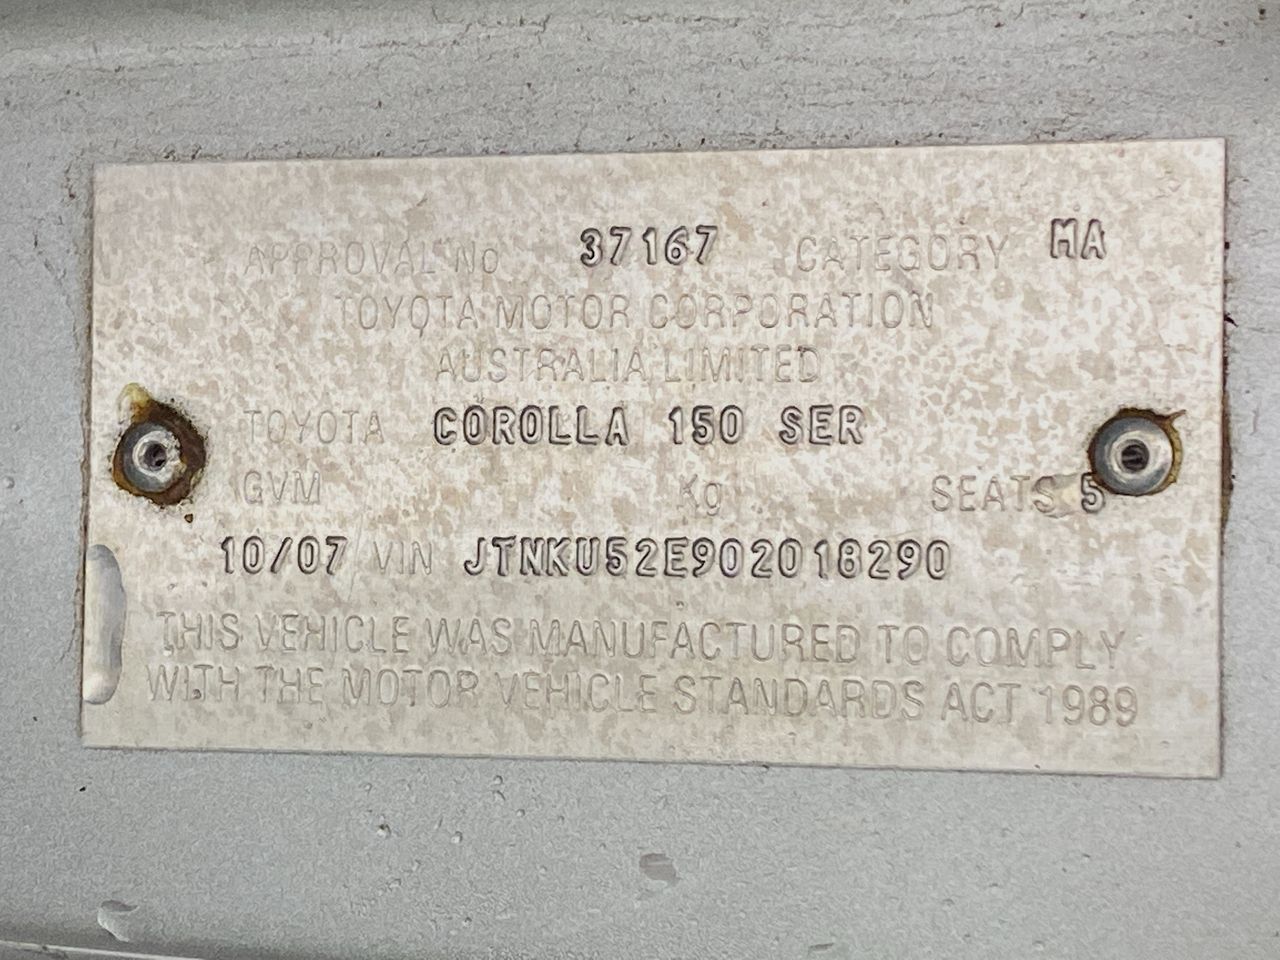 APPROVAL No 37167 CATEGORY MA
TOYOTA MOTOR CORPORATION
AUSTRALIA LIMITED
TOYOTA COROLLA 150 SER
GVM Kg SEATS 5
10/07 VIN JTNKU52E902018290
THIS VEHICLE WAS MANUFACTURED TO COMPLY
WITH THE MOTOR VEHICLE STANDARDS ACT 1989